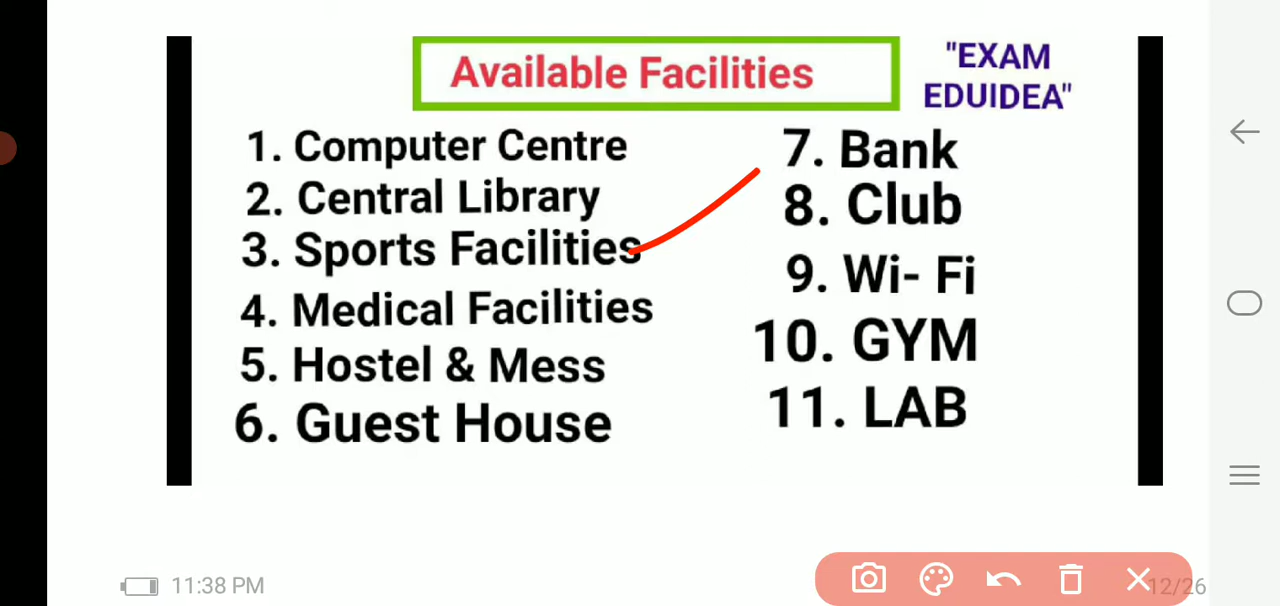 Available Facilities
"EXAM
EDUIDEA"
1. Computer Centre
2. Central Library
3. Sports Facilities
4. Medical Facilities
5. Hostel & Mess
6. Guest House
7. Bank
8. Club
9. Wi- Fi
10. GYM
11. LAB
11:38 PM
12/26